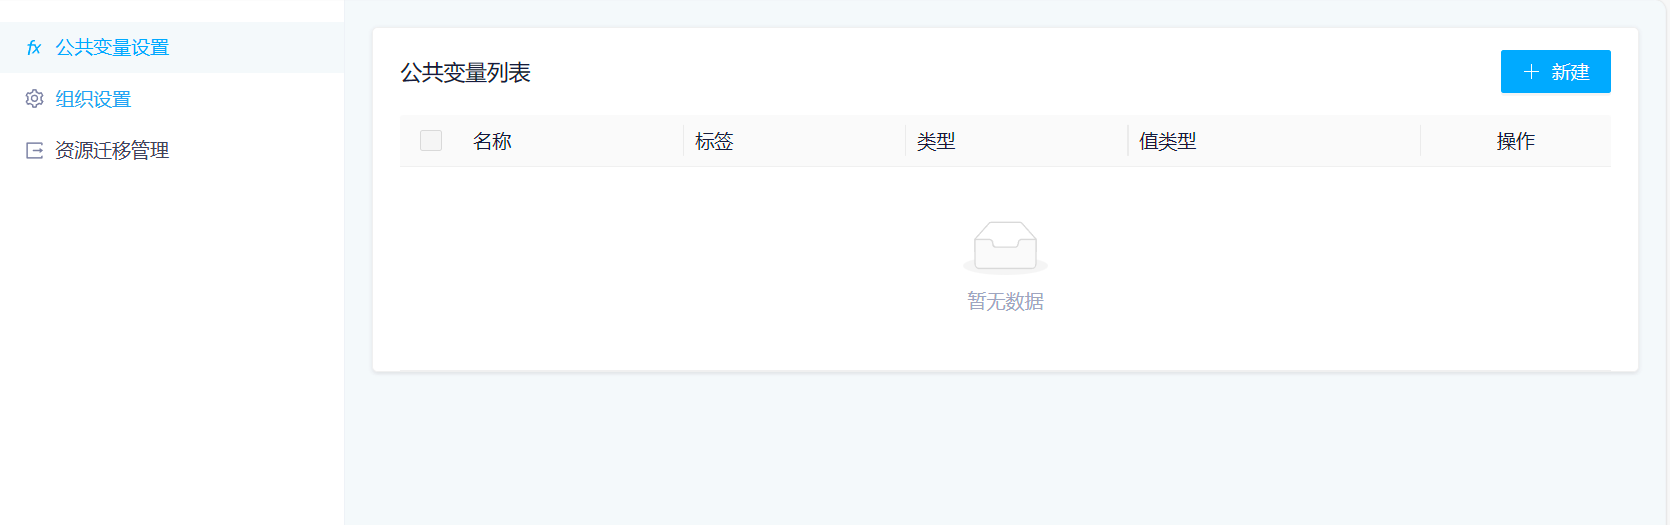 公共变量设置
组织设置
资源迁移管理
公共变量列表
新建
名称 标签 类型 值类型 操作
暂无数据